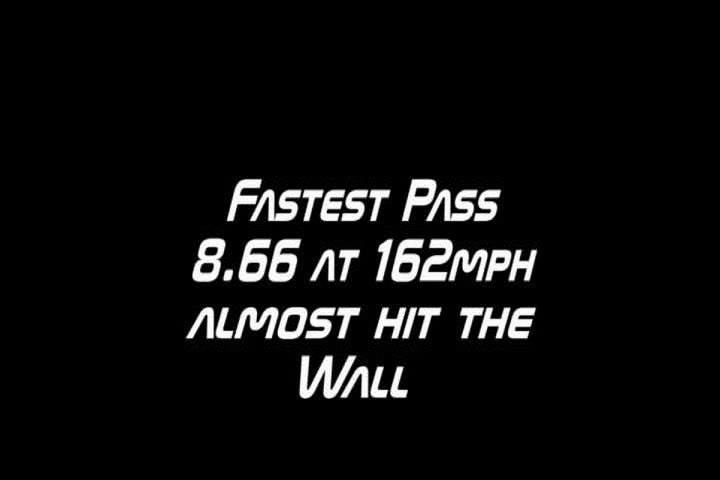 Fastest Pass
8.66 at 162mph
almost hit the
Wall